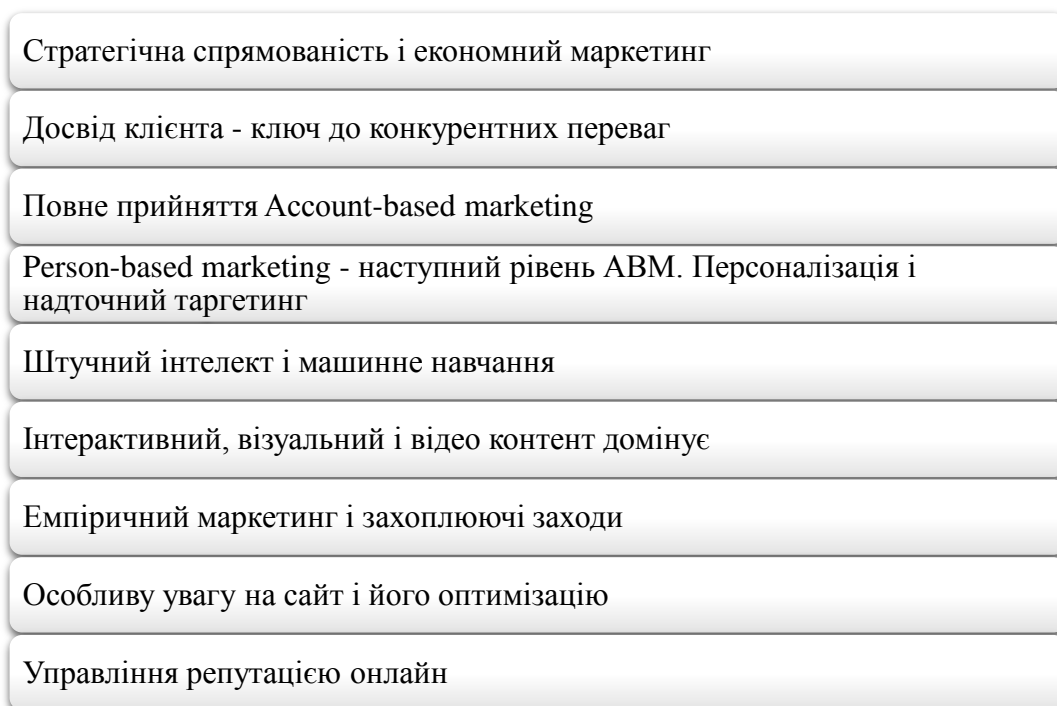 Стратегічна спрямованість і економний маркетинг
Досвід клієнта - ключ до конкурентних переваг
Повне прийняття Account-based marketing
Person-based marketing - наступний рівень ABM. Персоналізація і
надточний таргетинг
Штучний інтелект і машинне навчання
Інтерактивний, візуальний і відео контент домінує
Емпіричний маркетинг і захоплюючі заходи
Особливу увагу на сайт і його оптимізацію
Управління репутацією онлайн